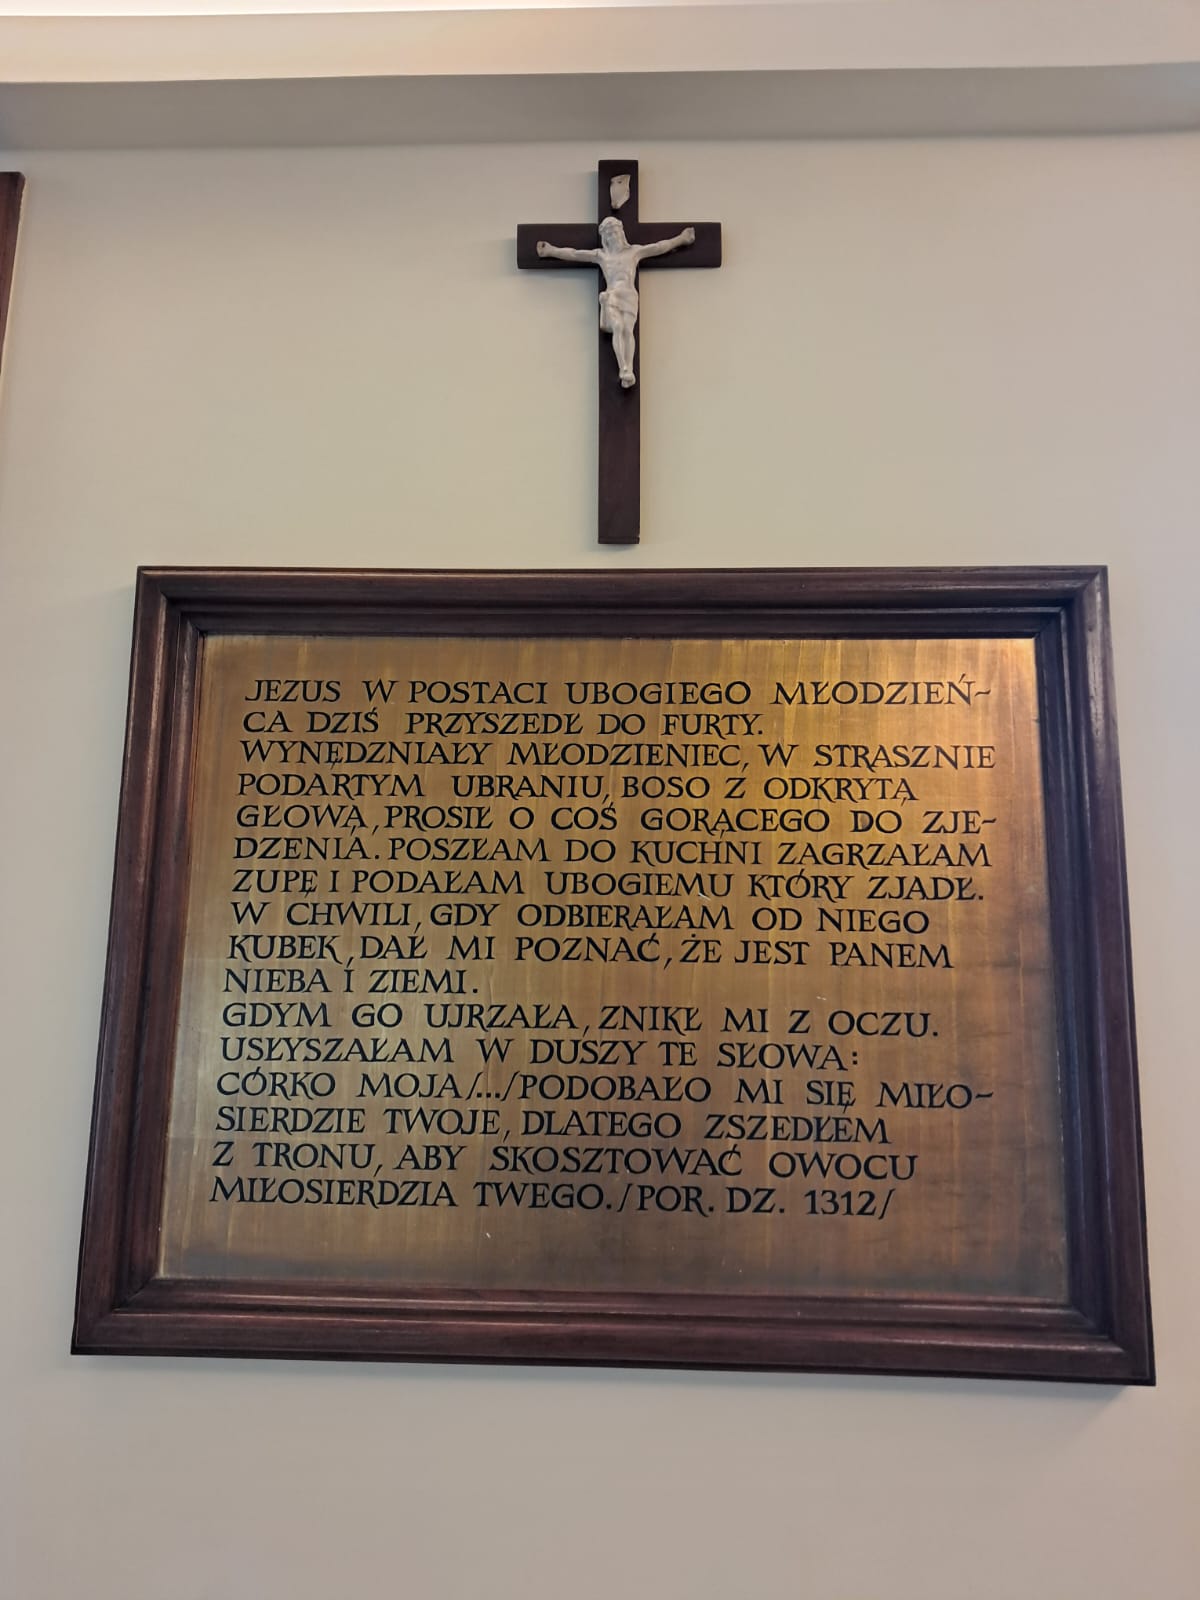 JEZUS W POSTACI UBOGIEGO MŁODZIEŃ-
CA DZIŚ PRZYSZEDŁ DO FURTY.
WYNĘDZNIAŁY MŁODZIENIEC, W STRASZNIE
PODARTYM UBRANIU, BOSO Z ODKRYTĄ
GŁOWĄ, PROSIŁ O COŚ GORĄCEGO DO ZJE-
DZENIA. POSZŁAM DO KUCHNI ZAGRZAŁAM
ZUPĘ I PODAŁAM UBOGIEMU KTÓRY ZJADŁ.
W CHWILI, GDY ODBIERAŁAM OD NIEGO
KUBEK, DAŁ MI POZNAĆ, ŻE JEST PANEM
NIEBA I ZIEMI.
GDYM GO UJRZAŁA, ZNIKŁ MI Z OCZU.
USŁYSZAŁAM W DUSZY TE SŁOWA:
CÓRKO MOJA/.../PODOBAŁO MI SIĘ MIŁO-
SIERDZIE TWOJE, DLATEGO ZSZEDŁEM
Z TRONU, ABY SKOSZTOWAĆ OWOCU
MIŁOSIERDZIA TWEGO./POR. DZ. 1312/